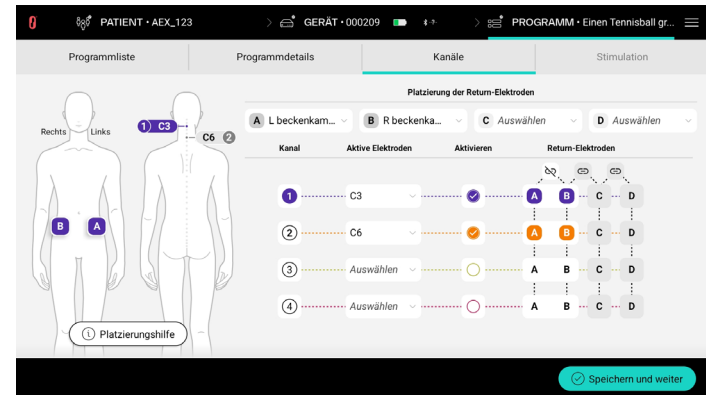 PATIENT • AEX_123
GERÄT • 000209
PROGRAMM • Einen Tennisball gr...
Programmliste
Programmdetails
Kanäle
Stimulation
Platzierung der Return-Elektroden
A L beckenkam...
B R beckenka...
C Auswählen
D Auswählen
Rechts
Links
1 C3
C6 2
B A
Platzierungshilfe
Kanal Aktive Elektroden Aktivieren Return-Elektroden
1 C3 A B C D
2 C6 A B C D
3 Auswählen A B C D
4 Auswählen A B C D
Speichern und weiter